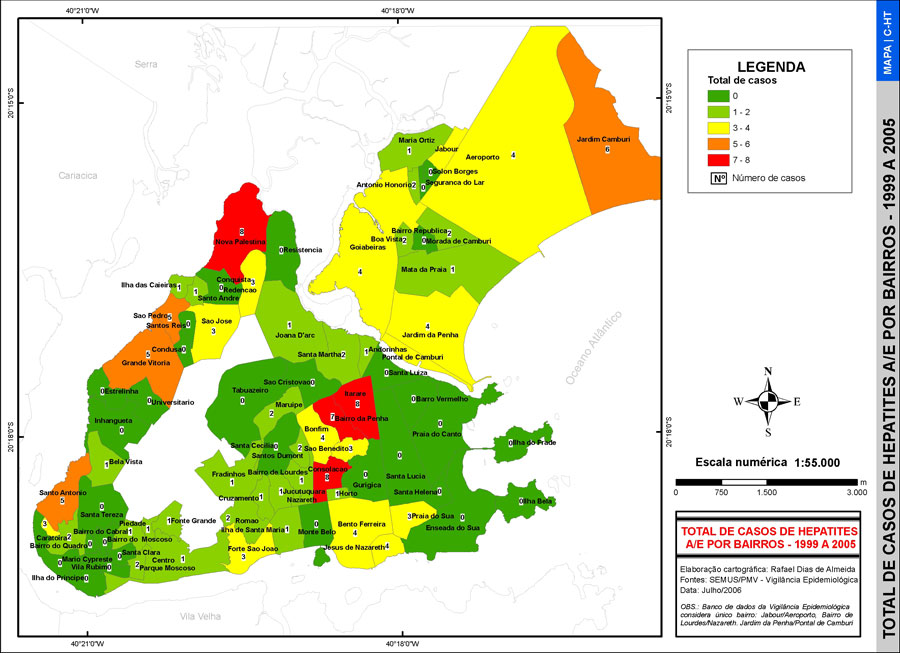 40°21'0"W
40°18'0"W
MAPA | C-HT
TOTAL DE CASOS DE HEPATITES A/E POR BAIRROS - 1999 A 2005
20°15'0"S
20°15'0"S
20°18'0"S
20°18'0"S
Serra
Cariacica
Oceano Atlântico
Vila Velha
LEGENDA
Total de casos
0
1 - 2
3 - 4
5 - 6
7 - 8
Nº Número de casos
Maria Ortiz
1
Jabour
Aeroporto
4
Jardim Camburi
6
0 Solon Borges
Antonio Honorio 2
0 Seguranca do Lar
Bairro Republica 2
Boa Vista 2
0 Morada de Camburi
Goiabeiras
4
Mata da Praia 1
8
Nova Palestina
0 Resistencia
Conquista 3
0 Redencao
Ilha das Caieiras 1
1
Santo Andre
Sao Pedro 5
Santos Reis 0
Sao Jose
3
1
Joana D'arc
4
Jardim da Penha
Condusa 0
5
Grande Vitoria
Santa Martha 2
1 Andorinhas
Pontal de Camburi
0 Santa Luiza
0 Estrelinha
0 Universitario
Tabuazeiro
0
Sao Cristovao 0
Itarare
8
0 Bairro Vermelho
Maruipe
2
7
Bairro da Penha
Inhangueta
0
Bonfim
4
0
Praia do Canto
0 Ilha do Frade
Santa Cecilia 0
2 Sao Benedito 3
Santos Dumont
0
1 Bela Vista
Fradinhos
1
Bairro de Lourdes
1
Consolacao
8
0
Gurigica
Santa Lucia
Santo Antonio
5
Cruzamento 1
1 Jucutuquara
Nazareth
1 Horto
Santa Helena 0
0 Ilha Bela
0
Santa Tereza
3
Caratoira 2
Bairro do Cabral 1
Piedade
1
1 Fonte Grande
2 Romao
Ilha de Santa Maria 1
0
Monte Belo
Bento Ferreira
4
3 Praia do Sua
0
Enseada do Sua
Bairro do Quadro 0
0 Bairro do Moscoso
0 Santa Clara
0 Mario Cypreste
Vila Rubim 0
Centro 1
2 Parque Moscoso
Forte Sao Joao
3
Jesus de Nazareth 4
Ilha do Principe 0
N
W E
S
Escala numérica 1:55.000
0 750 1.500 3.000 m
TOTAL DE CASOS DE HEPATITES
A/E POR BAIRROS - 1999 A 2005
Elaboração cartográfica: Rafael Dias de Almeida
Fontes: SEMUS/PMV - Vigilância Epidemiológica
Data: Julho/2006
OBS.: Banco de dados da Vigilância Epidemiológica
considera único bairro: Jabour/Aeroporto, Bairro de
Lourdes/Nazareth. Jardim da Penha/Pontal de Camburi
40°21'0"W
40°18'0"W